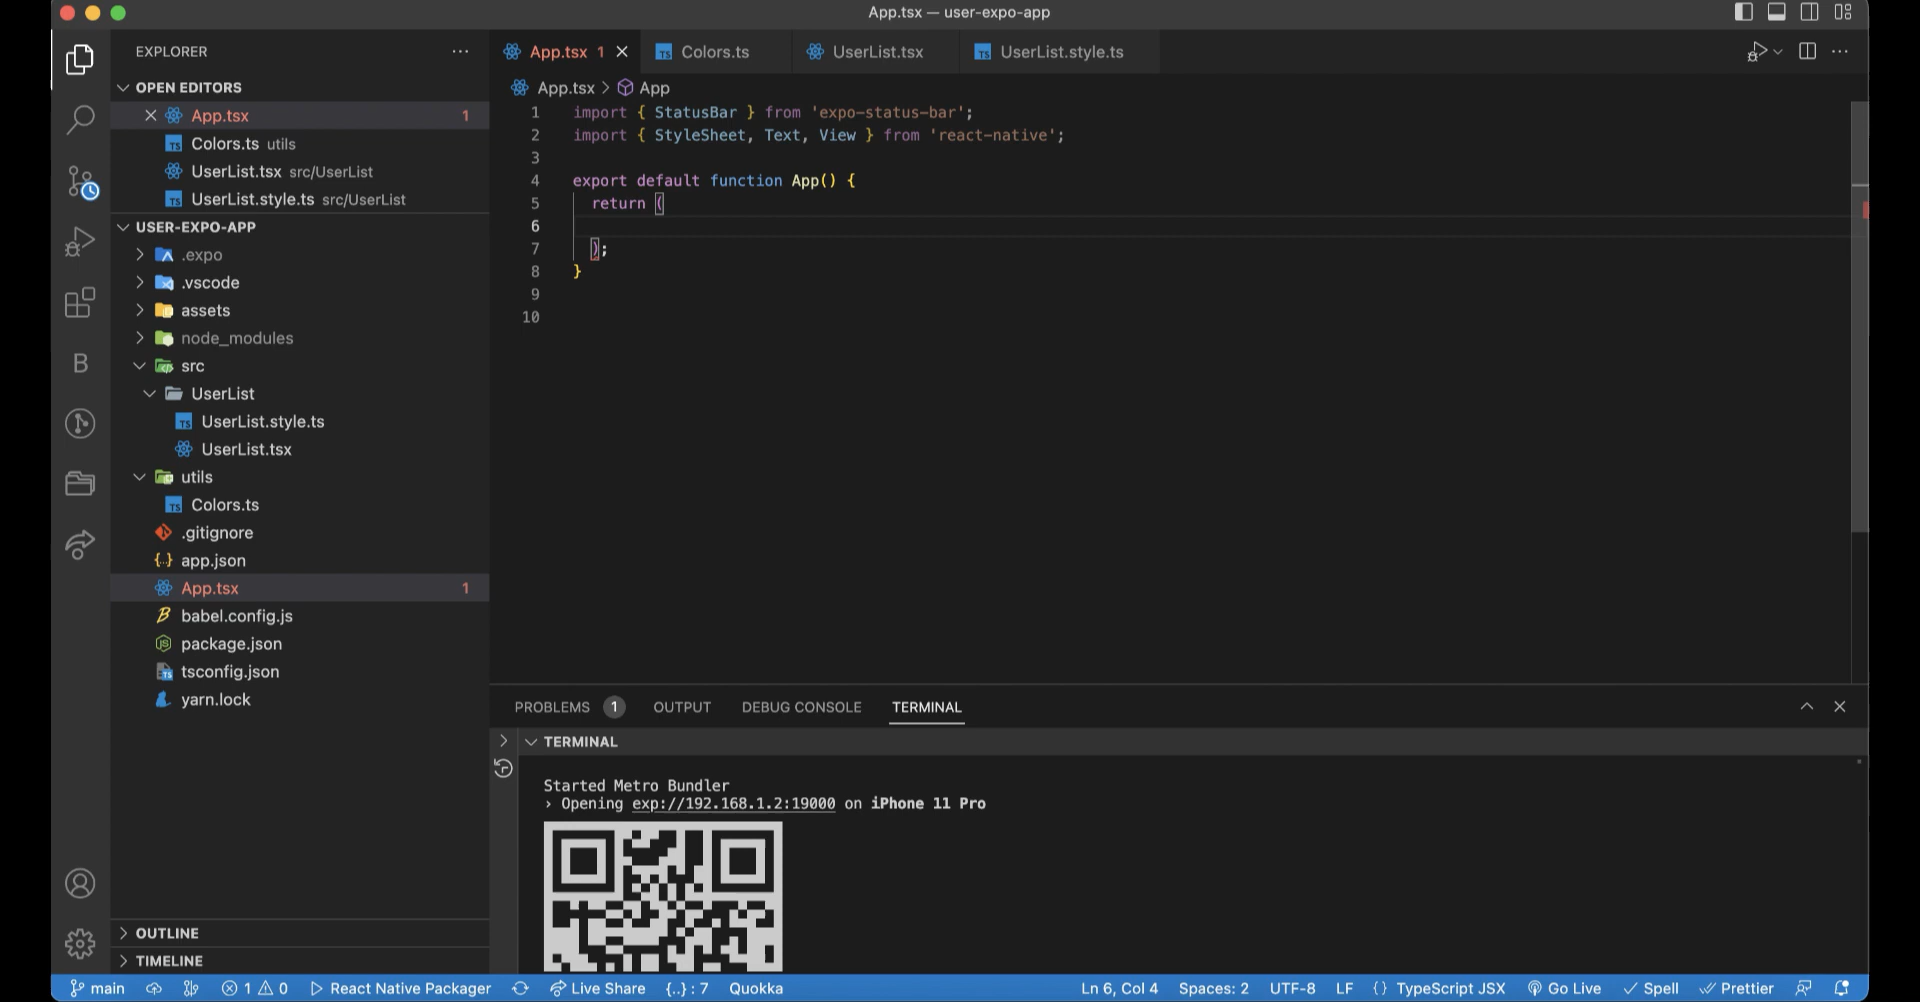 App.tsx — user-expo-app
EXPLORER
OPEN EDITORS
App.tsx 1
Colors.ts utils
UserList.tsx src/UserList
UserList.style.ts src/UserList
USER-EXPO-APP
.expo
.vscode
assets
node_modules
src
UserList
UserList.style.ts
UserList.tsx
utils
Colors.ts
.gitignore
app.json
App.tsx 1
babel.config.js
package.json
tsconfig.json
yarn.lock
OUTLINE
TIMELINE
App.tsx 1 Colors.ts UserList.tsx UserList.style.ts
App.tsx > App
1 import { StatusBar } from 'expo-status-bar';
2 import { StyleSheet, Text, View } from 'react-native';
3
4 export default function App() {
5 return (
6
7 );
8 }
9
10
PROBLEMS 1 OUTPUT DEBUG CONSOLE TERMINAL
TERMINAL
Started Metro Bundler
› Opening exp://192.168.1.2:19000 on iPhone 11 Pro
main 1 0 React Native Packager Live Share {..} : 7 Quokka Ln 6, Col 4 Spaces: 2 UTF-8 LF {} TypeScript JSX Go Live Spell Prettier